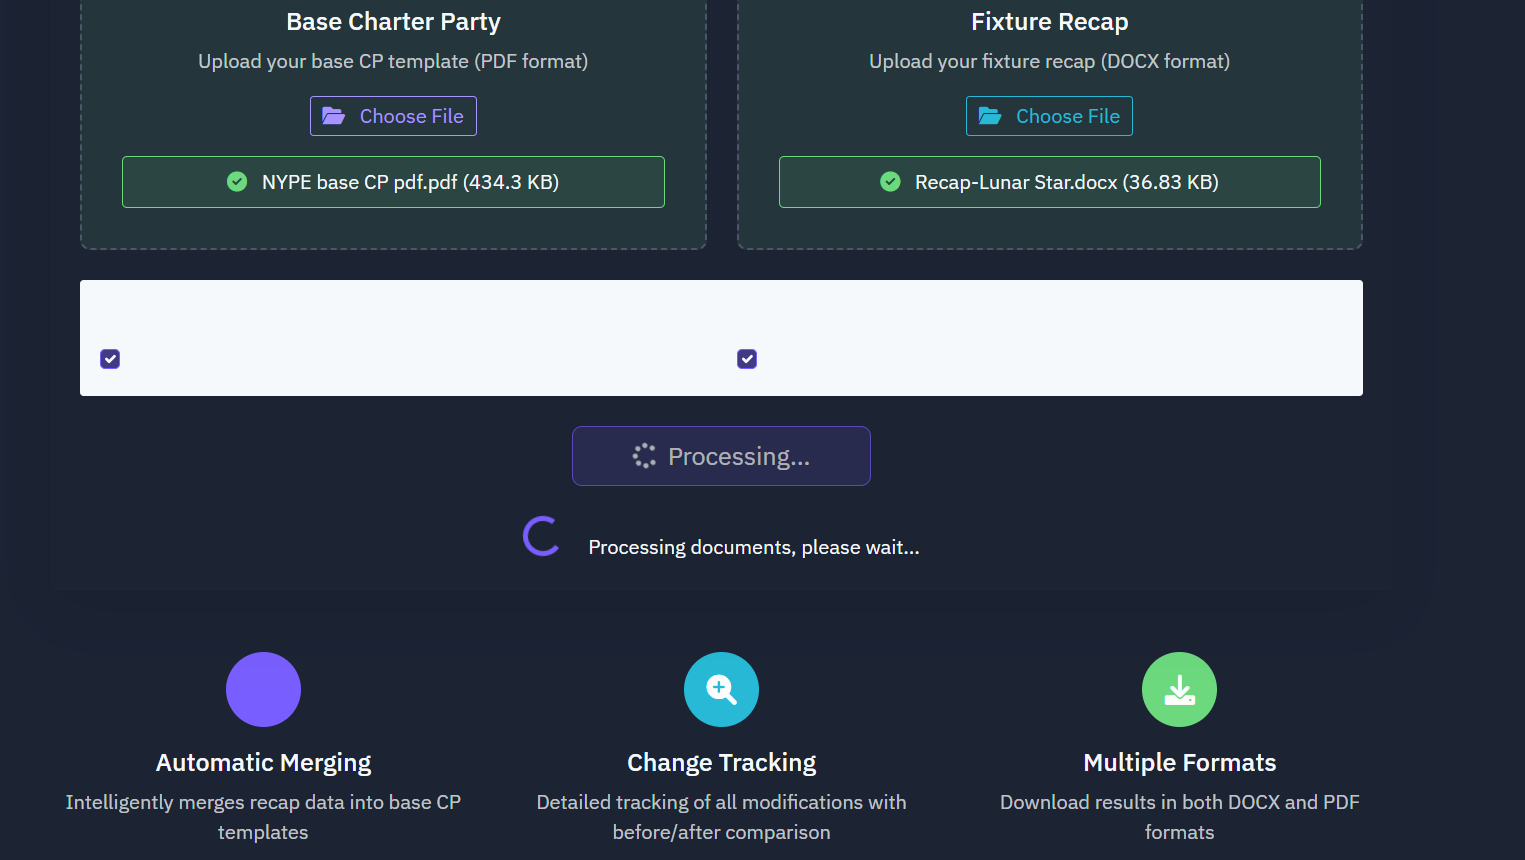 Base Charter Party
Upload your base CP template (PDF format)
Choose File
NYPE base CP pdf.pdf (434.3 KB)
Fixture Recap
Upload your fixture recap (DOCX format)
Choose File
Recap-Lunar Star.docx (36.83 KB)
Processing...
Processing documents, please wait...
Automatic Merging
Intelligently merges recap data into base CP
templates
Change Tracking
Detailed tracking of all modifications with
before/after comparison
Multiple Formats
Download results in both DOCX and PDF
formats